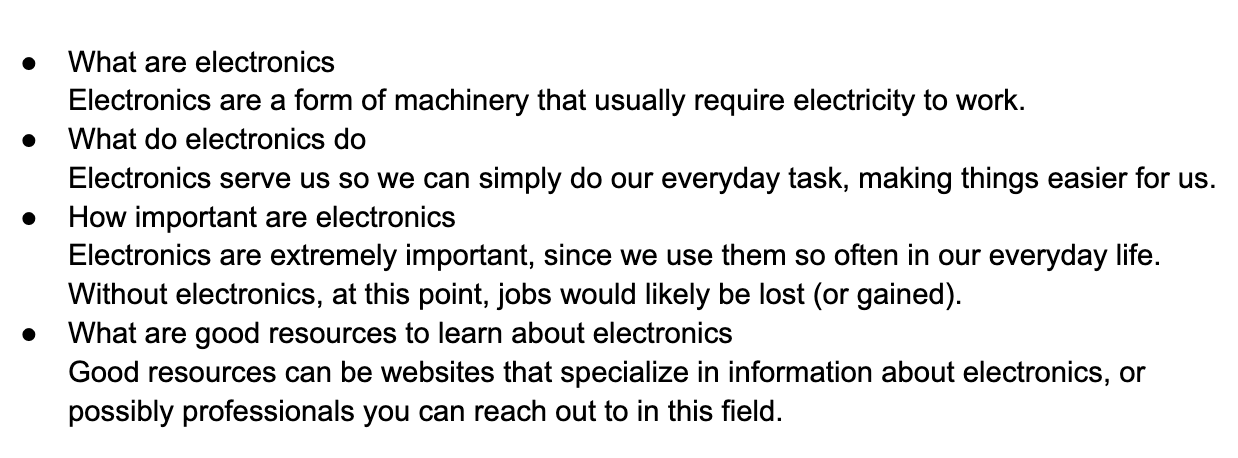 ● What are electronics
Electronics are a form of machinery that usually require electricity to work.
● What do electronics do
Electronics serve us so we can simply do our everyday task, making things easier for us.
● How important are electronics
Electronics are extremely important, since we use them so often in our everyday life.
Without electronics, at this point, jobs would likely be lost (or gained).
● What are good resources to learn about electronics
Good resources can be websites that specialize in information about electronics, or
possibly professionals you can reach out to in this field.